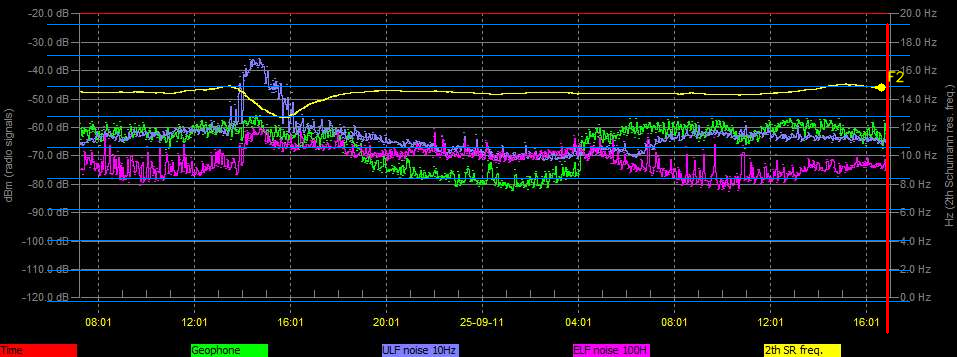 -20.0 dB 20.0 Hz
-30.0 dB 18.0 Hz
-40.0 dB 16.0 Hz
F2
-50.0 dB 14.0 Hz
-60.0 dB 12.0 Hz
-70.0 dB 10.0 Hz
-80.0 dB 8.0 Hz
-90.0 dB 6.0 Hz
-100.0 dB 4.0 Hz
-110.0 dB 2.0 Hz
-120.0 dB 0.0 Hz
dBm (radio signals)
Hz (2th Schumann res. freq.)
08:01 12:01 16:01 20:01 25-09-11 04:01 08:01 12:01 16:01
Time Geophone ULF noise 10Hz ELF noise 100H 2th SR freq.